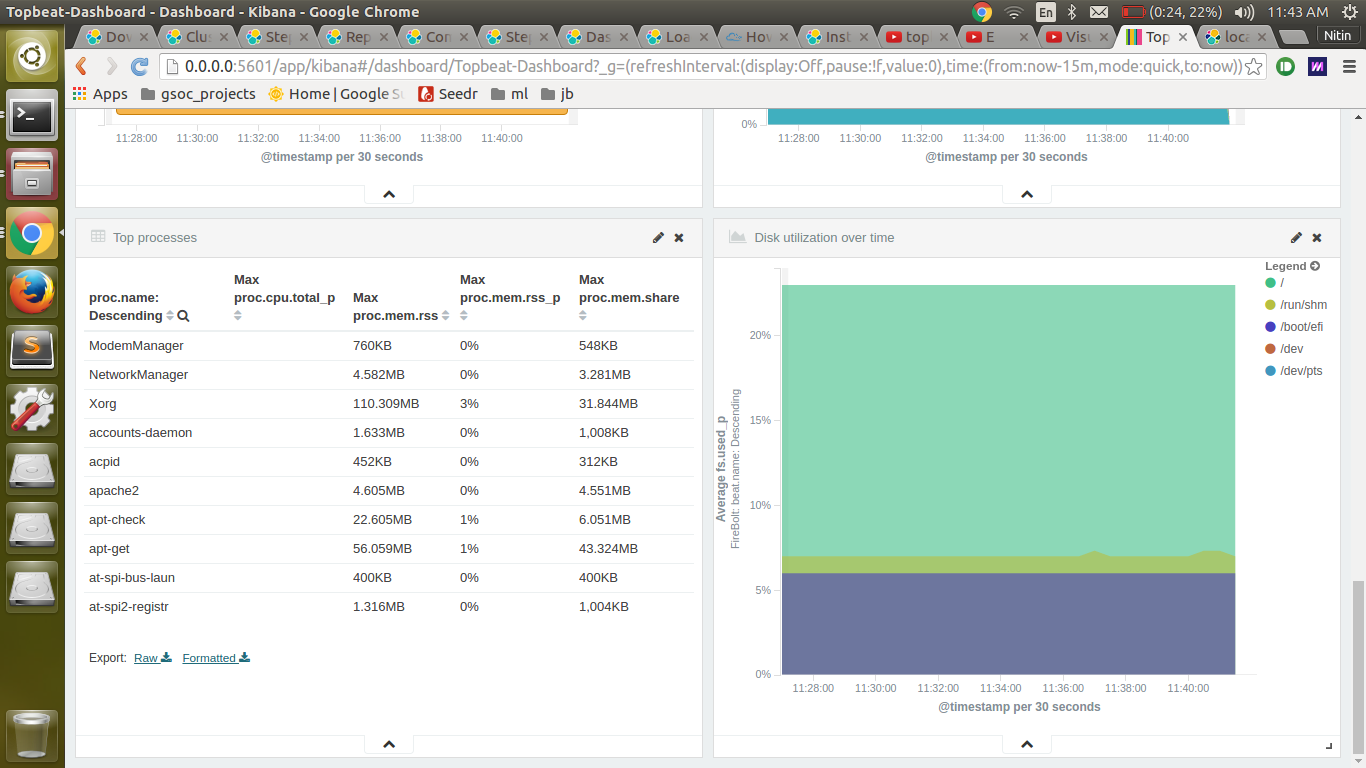 Topbeat-Dashboard - Dashboard - Kibana - Google Chrome
En (0:24, 22%) 11:43 AM
Dov Clu Step Rep Con Step Das Loa How Inst top E Visu Top loca Nitin
0.0.0.0:5601/app/kibana#/dashboard/Topbeat-Dashboard?_g=(refreshInterval:(display:Off,pause:!f,value:0),time:(from:now-15m,mode:quick,to:now))
Apps gsoc_projects Home | Google Seedr ml jb
11:28:00 11:30:00 11:32:00 11:34:00 11:36:00 11:38:00 11:40:00
@timestamp per 30 seconds
0%
11:28:00 11:30:00 11:32:00 11:34:00 11:36:00 11:38:00 11:40:00
@timestamp per 30 seconds
Top processes
proc.name: Descending
Max proc.cpu.total_p
Max proc.mem.rss
Max proc.mem.rss_p
Max proc.mem.share
ModemManager 760KB 0% 548KB
NetworkManager 4.582MB 0% 3.281MB
Xorg 110.309MB 3% 31.844MB
accounts-daemon 1.633MB 0% 1,008KB
acpid 452KB 0% 312KB
apache2 4.605MB 0% 4.551MB
apt-check 22.605MB 1% 6.051MB
apt-get 56.059MB 1% 43.324MB
at-spi-bus-laun 400KB 0% 400KB
at-spi2-registr 1.316MB 0% 1,004KB
Export: Raw Formatted
Disk utilization over time
Legend
/
/run/shm
/boot/efi
/dev
/dev/pts
Average fs.used_p
FireBolt: beat.name: Descending
20%
15%
10%
5%
0%
11:28:00 11:30:00 11:32:00 11:34:00 11:36:00 11:38:00 11:40:00
@timestamp per 30 seconds